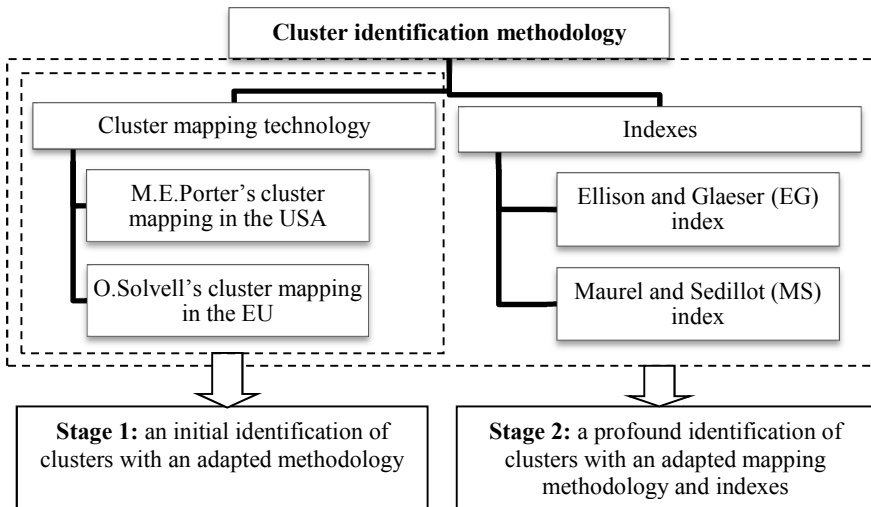 Cluster identification methodology
Cluster mapping technology
M.E.Porter's cluster
mapping in the USA
O.Solvell's cluster mapping
in the EU
Indexes
Ellison and Glaeser (EG)
index
Maurel and Sedillot (MS)
index
Stage 1: an initial identification of
clusters with an adapted methodology
Stage 2: a profound identification of
clusters with an adapted mapping
methodology and indexes